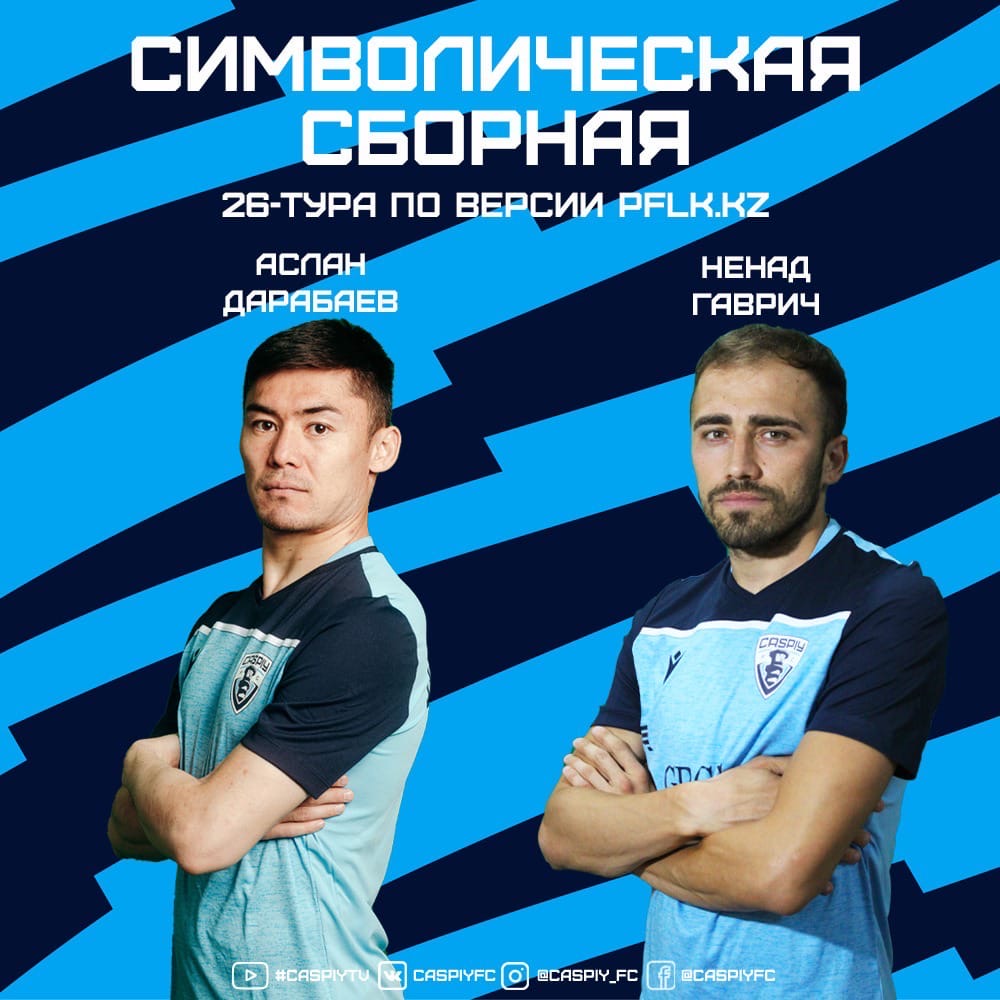 СИМВОЛИЧЕСКАЯ
СБОРНАЯ
26-ТУРА ПО ВЕРСИИ PFLK.KZ
АСЛАН
ДАРАБАЕВ
НЕНАД
ГАВРИЧ
CASPIY
CASPIY
#CASPIYTV CASPIYFC @CASPIY_FC @CASPIYFC